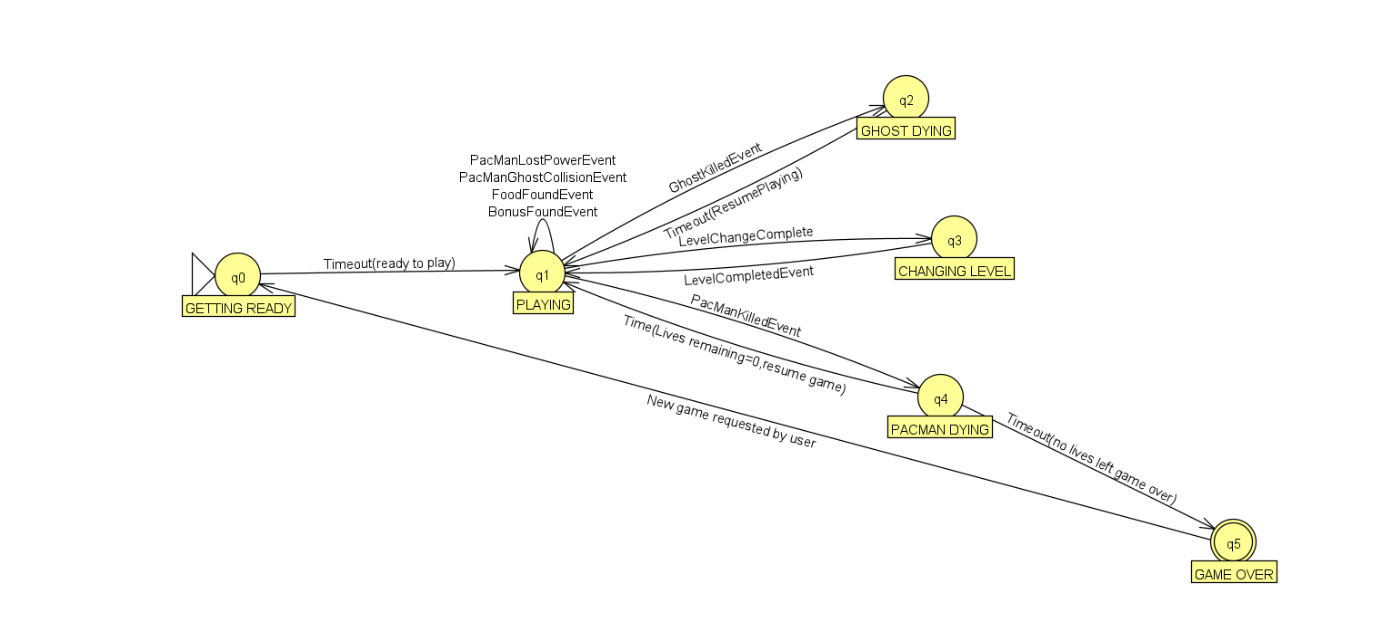 q2
GHOST DYING
PacManLostPowerEvent
PacManGhostCollisionEvent
FoodFoundEvent
BonusFoundEvent
GhostKilledEvent
Timeout(ResumePlaying)
LevelChangeComplete
q3
CHANGING LEVEL
LevelCompletedEvent
Timeout(ready to play)
q0
GETTING READY
q1
PLAYING
PacManKilledEvent
Time(Lives remaining=0,resume game)
q4
PACMAN DYING
New game requested by user
Timeout(no lives left game over)
q5
GAME OVER